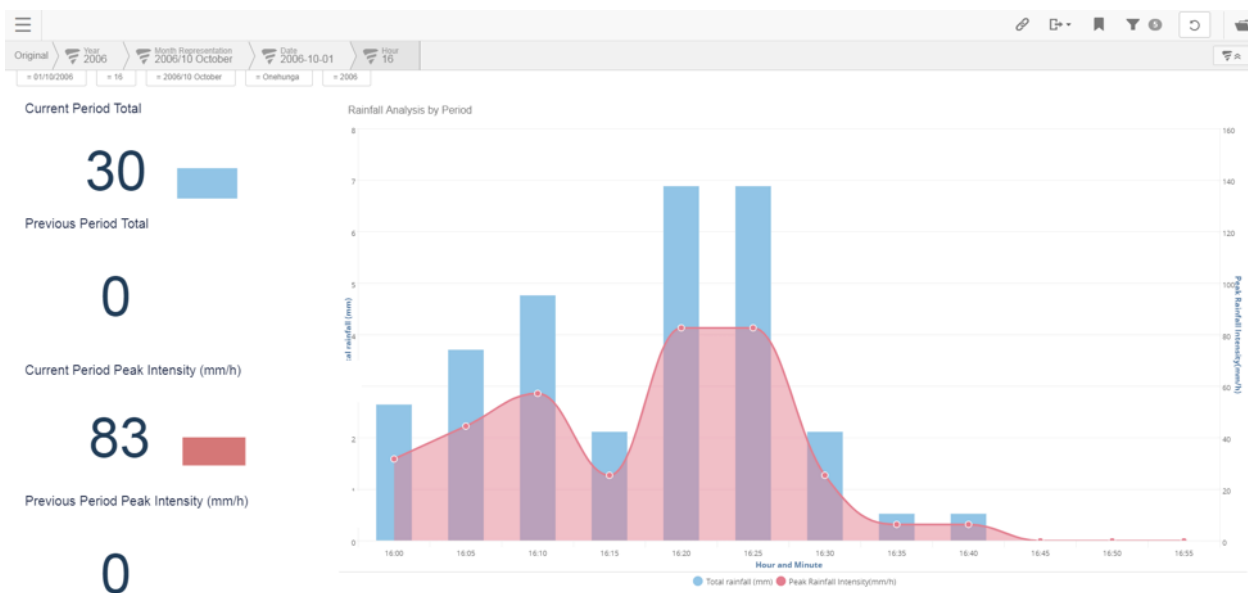 5
Original
Year
2006
Month Representation
2006/10 October
Date
2006-10-01
Hour
16
= 01/10/2006
= 16
= 2006/10 October
= Onehunga
= 2006
Current Period Total
30
Previous Period Total
0
Current Period Peak Intensity (mm/h)
83
Previous Period Peak Intensity (mm/h)
0
Rainfall Analysis by Period
8
7
6
5
4
2
1
0
al rainfall (mm)
160
140
120
100
80
60
40
20
0
Peak Rainfall Intensity(mm/h)
16:00 16:05 16:10 16:15 16:20 16:25 16:30 16:35 16:40 16:45 16:50 16:55
Hour and Minute
Total rainfall (mm) Peak Rainfall Intensity(mm/h)